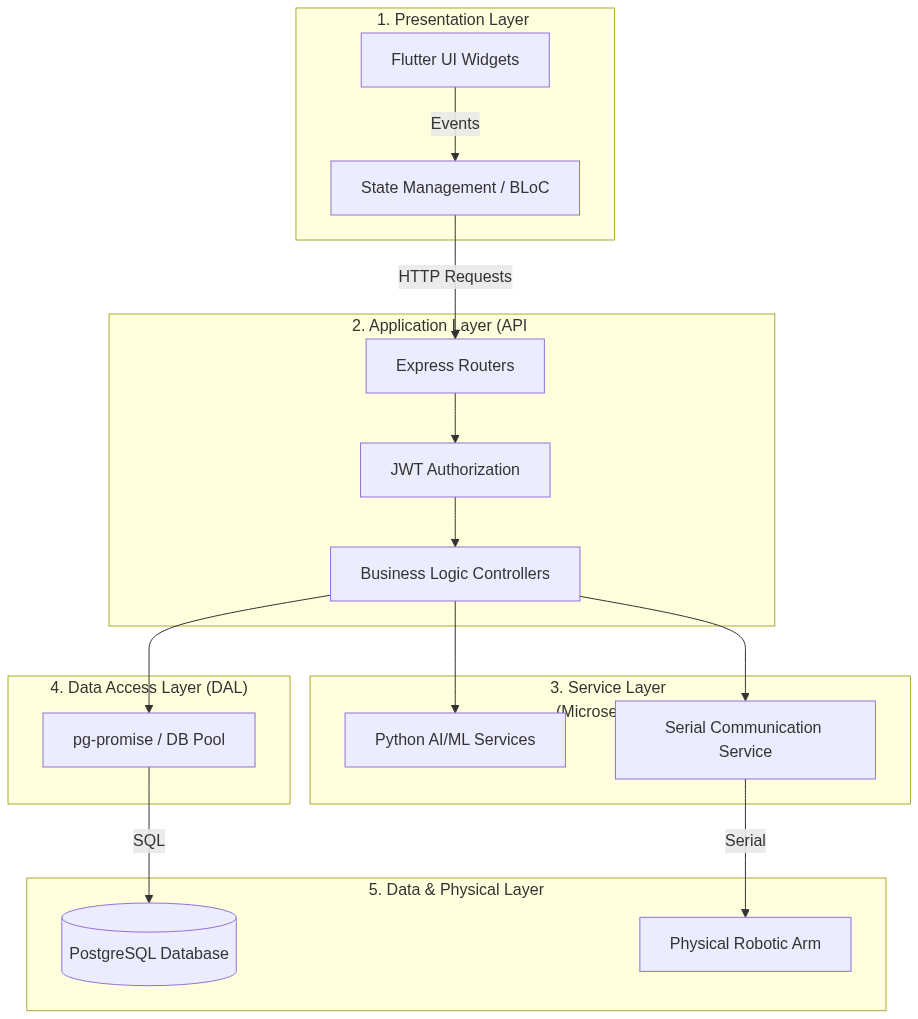 1. Presentation Layer
Flutter UI Widgets
Events
State Management / BLoC
HTTP Requests
2. Application Layer (API
Express Routers
JWT Authorization
Business Logic Controllers
4. Data Access Layer (DAL)
pg-promise / DB Pool
3. Service Layer
Python AI/ML Services
Serial Communication
Service
SQL
Serial
5. Data & Physical Layer
PostgreSQL Database
Physical Robotic Arm